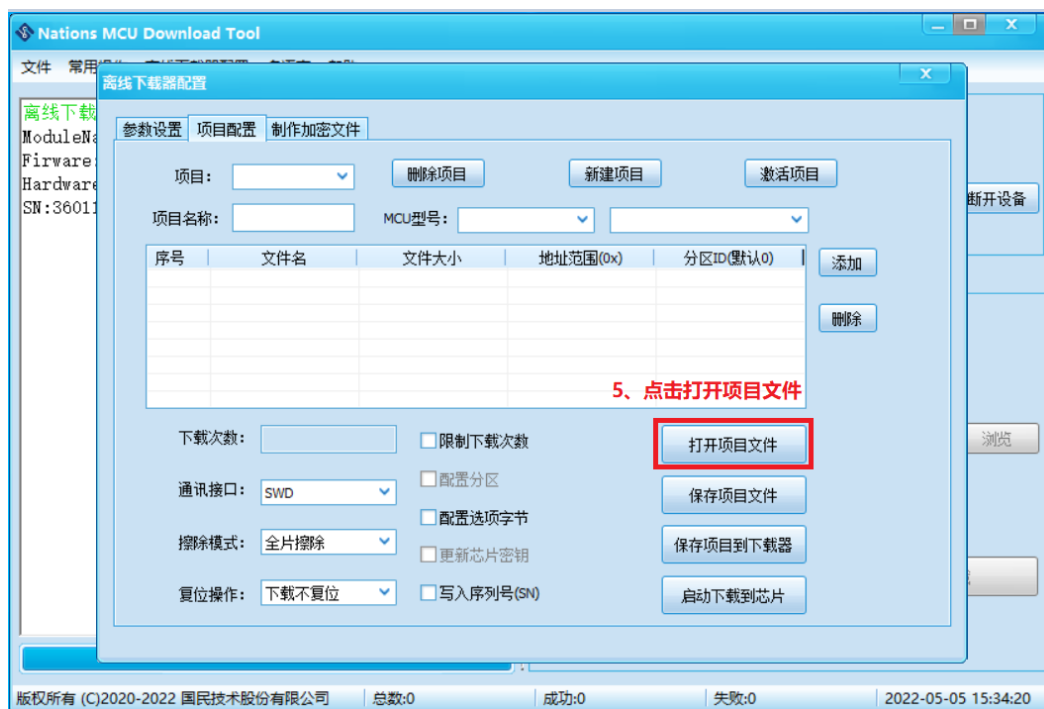 Nations MCU Download Tool
文件 常用
离线下载器配置
离线下载
ModuleNa
Firware:
Hardware
SN:36011
参数设置 项目配置 制作加密文件
项目： 删除项目 新建项目 激活项目
断开设备
项目名称： MCU型号：
序号 文件名 文件大小 地址范围(0x) 分区ID(默认0) 添加
删除
5、点击打开项目文件
下载次数： 限制下载次数 打开项目文件 浏览
配置分区
通讯接口： SWD 保存项目文件
配置选项字节
擦除模式： 全片擦除 保存项目到下载器
更新芯片密钥
复位操作： 下载不复位 写入序列号(SN) 启动下载到芯片
版权所有 (C)2020-2022 国民技术股份有限公司 总数:0 成功:0 失败:0 2022-05-05 15:34:20